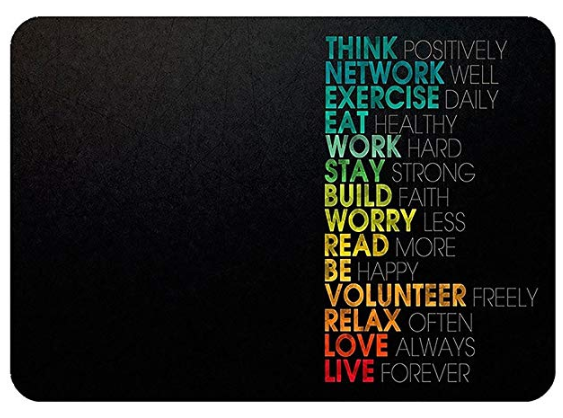 THINK POSITIVELY
NETWORK WELL
EXERCISE DAILY
EAT HEALTHY
WORK HARD
STAY STRONG
BUILD FAITH
WORRY LESS
READ MORE
BE HAPPY
VOLUNTEER FREELY
RELAX OFTEN
LOVE ALWAYS
LIVE FOREVER